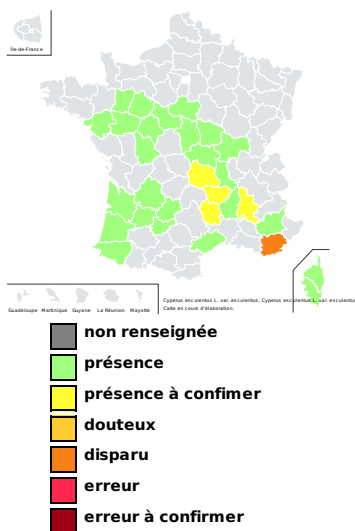 Île-de-France
Guadeloupe Martinique Guyane La Réunion Mayotte
Cyperus esculentus L. var. esculentus, Cyperus esculentus L. var. esculentus
Carte en cours d'élaboration.
non renseignée
présence
présence à confimer
douteux
disparu
erreur
erreur à confirmer